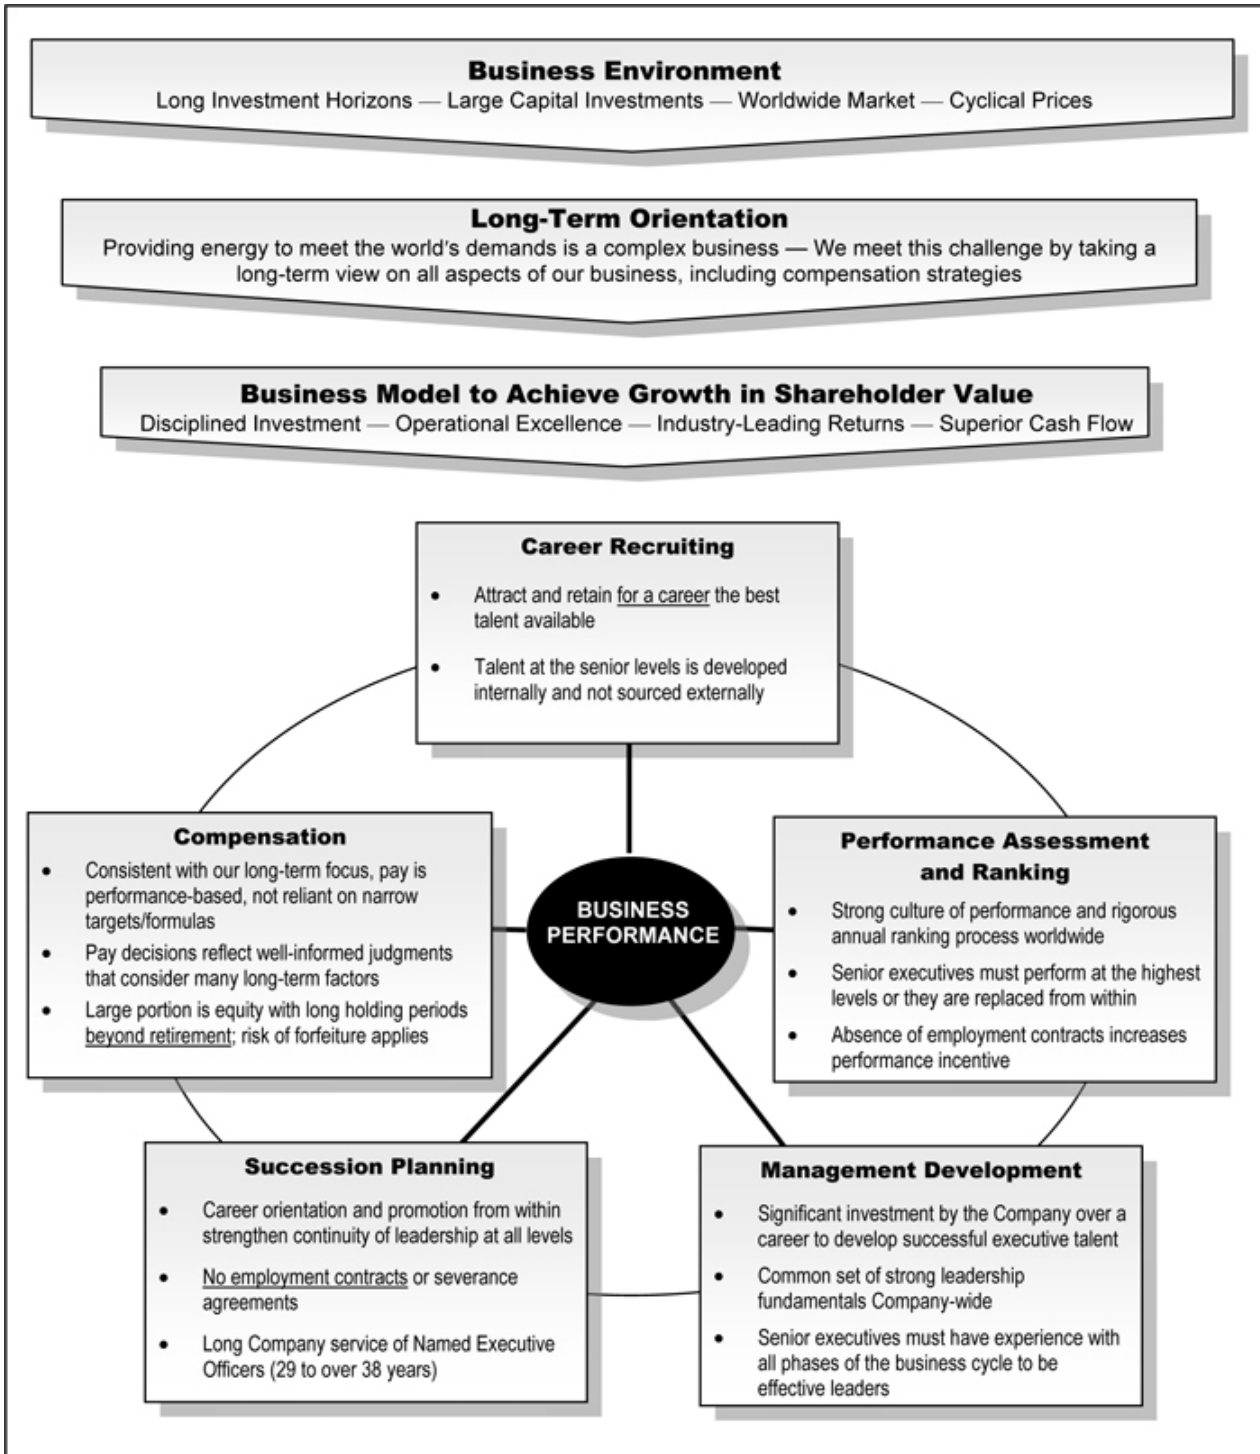 Business Environment
Long Investment Horizons — Large Capital Investments — Worldwide Market — Cyclical Prices
Long-Term Orientation
Providing energy to meet the world's demands is a complex business — We meet this challenge by taking a
long-term view on all aspects of our business, including compensation strategies
Business Model to Achieve Growth in Shareholder Value
Disciplined Investment — Operational Excellence — Industry-Leading Returns — Superior Cash Flow
Career Recruiting
• Attract and retain for a career the best
talent available
• Talent at the senior levels is developed
internally and not sourced externally
Compensation
• Consistent with our long-term focus, pay is
performance-based, not reliant on narrow
targets/formulas
• Pay decisions reflect well-informed judgments
that consider many long-term factors
• Large portion is equity with long holding periods
beyond retirement; risk of forfeiture applies
BUSINESS
PERFORMANCE
Performance Assessment
and Ranking
• Strong culture of performance and rigorous
annual ranking process worldwide
• Senior executives must perform at the highest
levels or they are replaced from within
• Absence of employment contracts increases
performance incentive
Succession Planning
• Career orientation and promotion from within
strengthen continuity of leadership at all levels
• No employment contracts or severance
agreements
• Long Company service of Named Executive
Officers (29 to over 38 years)
Management Development
• Significant investment by the Company over a
career to develop successful executive talent
• Common set of strong leadership
fundamentals Company-wide
• Senior executives must have experience with
all phases of the business cycle to be
effective leaders